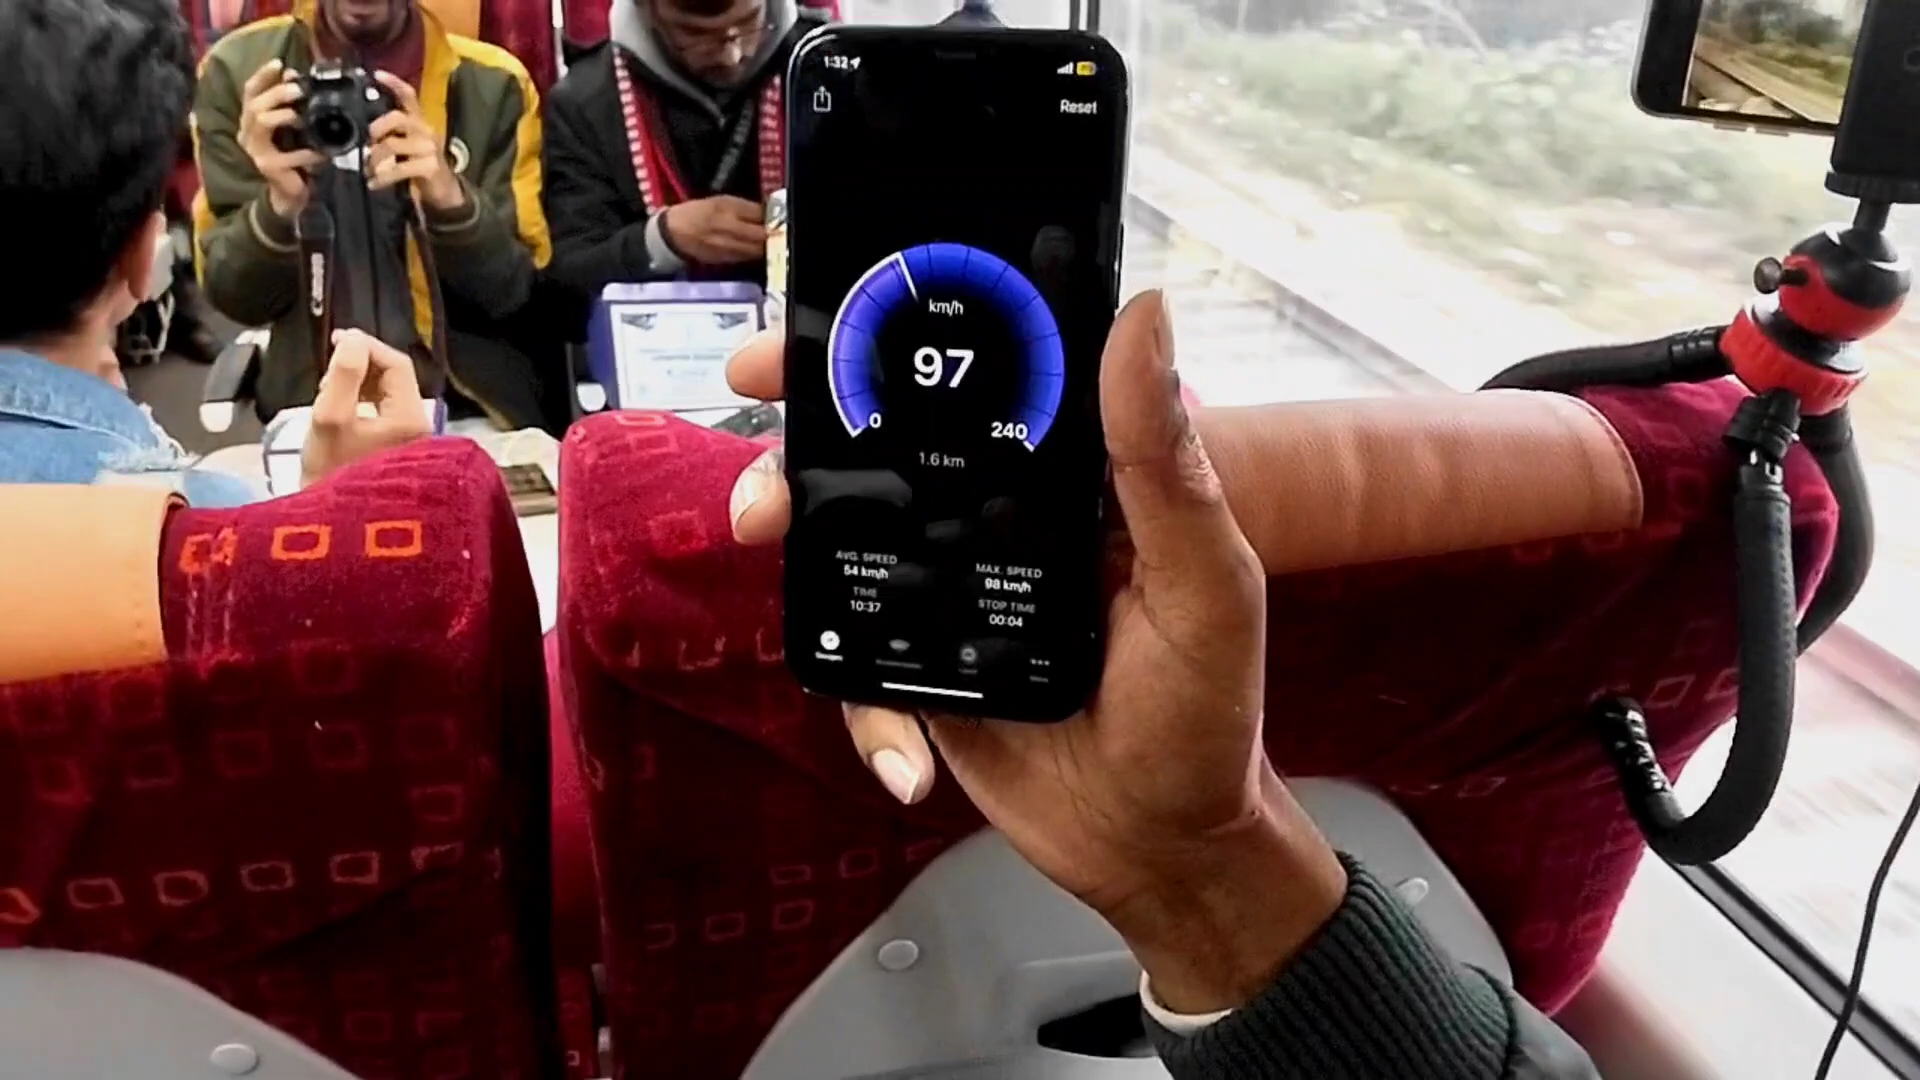 1:32
Reset
km/h
97
0
240
1.6 km
AVG. SPEED
54 km/h
MAX. SPEED
98 km/h
TIME
10:37
STOP TIME
00:04